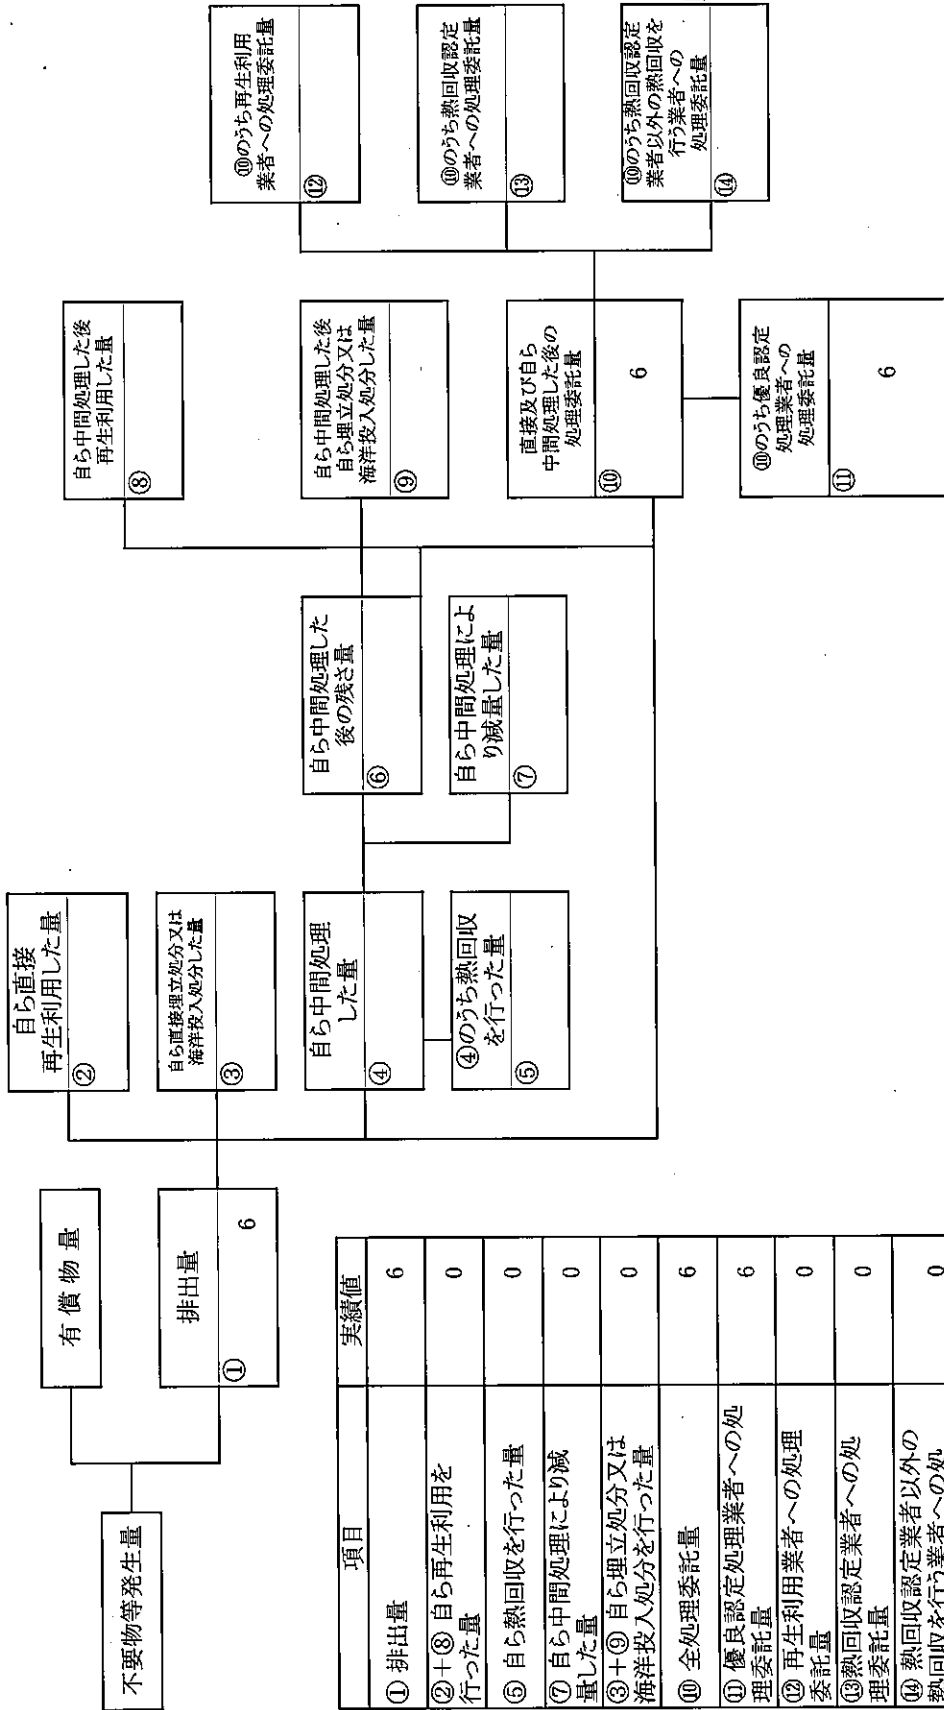 不要物等発生量
有償物量
排出量
① 6
自ら直接
再生利用した量
②
自ら直接埋立処分又は
海洋投入処分した量
③
自ら中間処理
した量
④
④のうち熱回収
を行った量
⑤
自ら中間処理した
後の残さ量
⑥
自ら中間処理によ
り減量した量
⑦
自ら中間処理した後
再生利用した量
⑧
自ら中間処理した後
自ら埋立処分又は
海洋投入処分した量
⑨
直接及び自ら
中間処理した後の
処理委託量
⑩ 6
⑩のうち優良認定
処理業者への
処理委託量
⑪ 6
⑩のうち再生利用
業者への処理委託量
⑫
⑩のうち熱回収認定
業者への処理委託量
⑬
⑩のうち熱回収認定
業者以外の熱回収を
行う業者への
処理委託量
⑭
項目 実績値
① 排出量 6
②+⑧ 自ら再生利用を
行った量 0
⑤ 自ら熱回収を行った量 0
⑦ 自ら中間処理により減
量した量 0
③+⑨ 自ら埋立処分又は
海洋投入処分を行った量 0
⑩ 全処理委託量 6
⑪ 優良認定処理業者への処
理委託量 6
⑫ 再生利用業者への処理
委託量 0
⑬熱回収認定業者への処
理委託量 0
⑭ 熱回収認定業者以外の
熱回収を行う業者への処 0